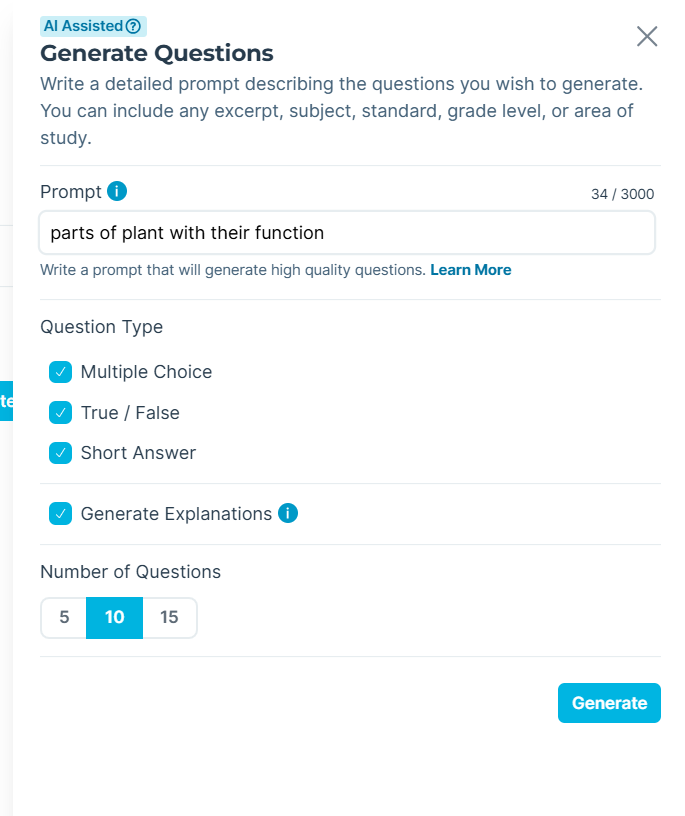 AI Assisted
Generate Questions
Write a detailed prompt describing the questions you wish to generate.
You can include any excerpt, subject, standard, grade level, or area of
study.
Prompt
34 / 3000
parts of plant with their function
Write a prompt that will generate high quality questions. Learn More
Question Type
Multiple Choice
te
True / False
Short Answer
Generate Explanations
Number of Questions
5 10 15
Generate